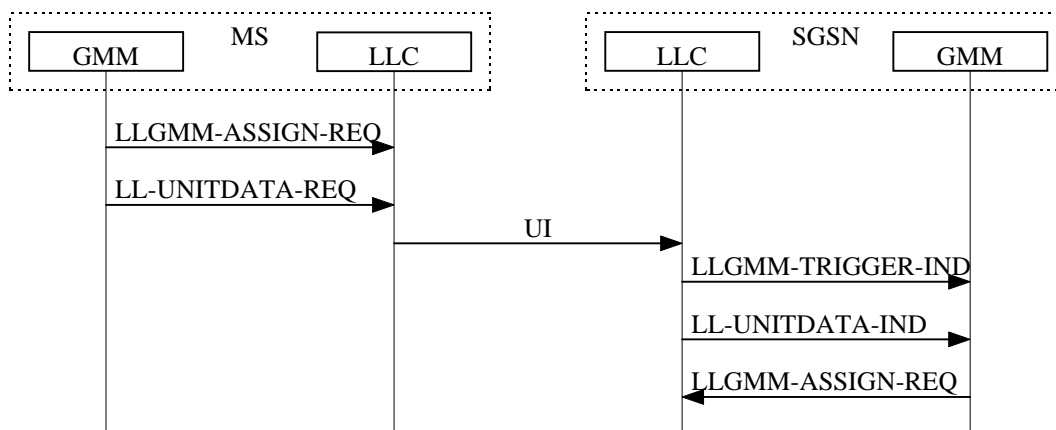 MS
SGSN
GMM
LLC
LLC
GMM
LLGMM-ASSIGN-REQ
LL-UNITDATA-REQ
UI
LLGMM-TRIGGER-IND
LL-UNITDATA-IND
LLGMM-ASSIGN-REQ